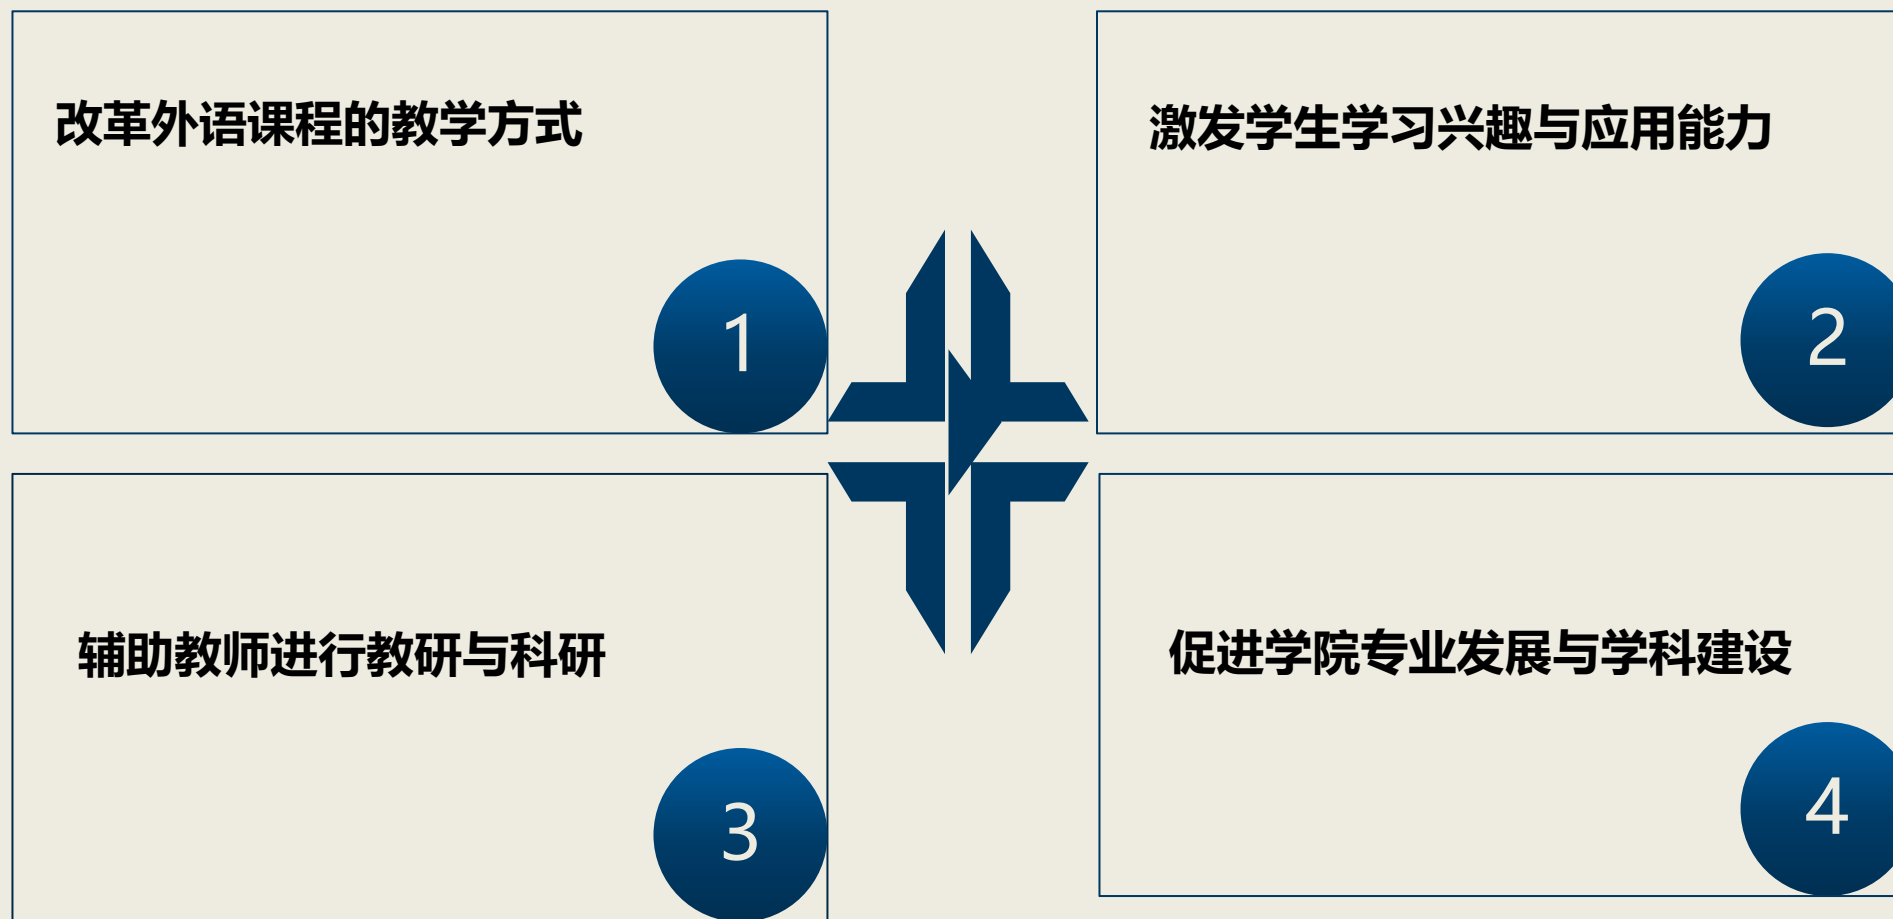 改革外语课程的教学方式
1
激发学生学习兴趣与应用能力
2
辅助教师进行教研与科研
3
促进学院专业发展与学科建设
4